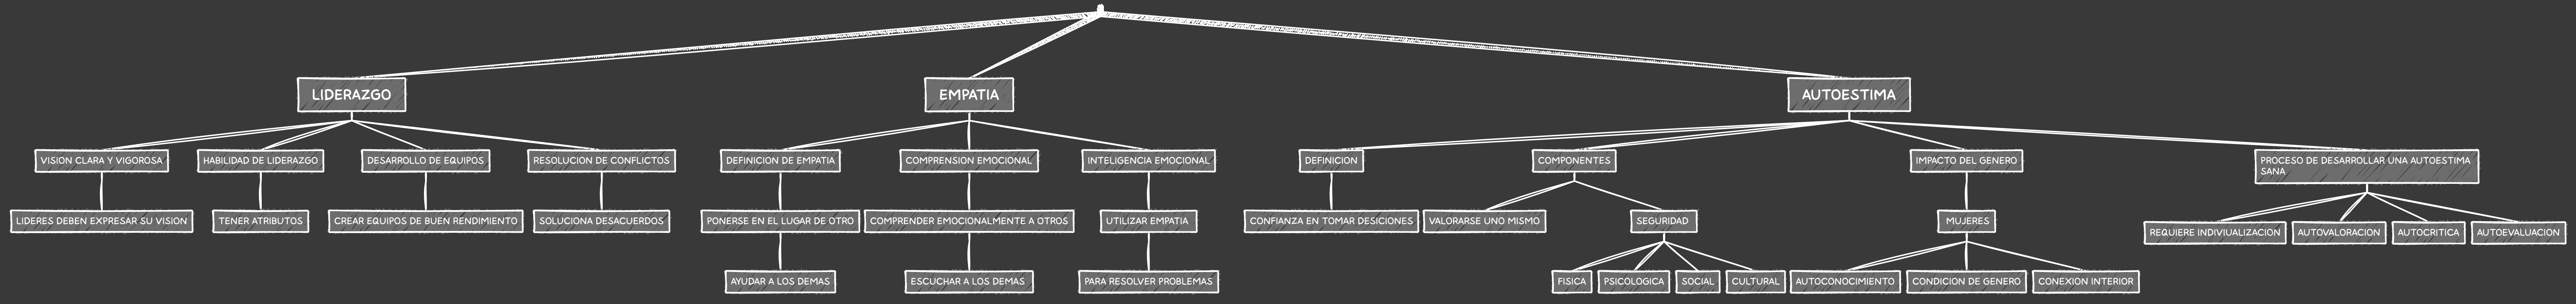 LIDERAZGO
EMPATIA
AUTOESTIMA
VISION CLARA Y VIGOROSA
HABILIDAD DE LIDERAZGO
DESARROLLO DE EQUIPOS
RESOLUCION DE CONFLICTOS
DEFINICION DE EMPATIA
COMPRENSION EMOCIONAL
INTELIGENCIA EMOCIONAL
DEFINICION
COMPONENTES
IMPACTO DEL GENERO
PROCESO DE DESARROLLAR UNA AUTOESTIMA
SANA
LIDERES DEBEN EXPRESAR SU VISION
TENER ATRIBUTOS
CREAR EQUIPOS DE BUEN RENDIMIENTO
SOLUCIONA DESACUERDOS
PONERSE EN EL LUGAR DE OTRO
COMPRENDER EMOCIONALMENTE A OTROS
UTILIZAR EMPATIA
CONFIANZA EN TOMAR DESICIONES
VALORARSE UNO MISMO
SEGURIDAD
MUJERES
REQUIERE INDIVIUALIZACION
AUTOVALORACION
AUTOCRITICA
AUTOEVALUACION
AYUDAR A LOS DEMAS
ESCUCHAR A LOS DEMAS
PARA RESOLVER PROBLEMAS
FISICA
PSICOLOGICA
SOCIAL
CULTURAL
AUTOCONOCIMIENTO
CONDICION DE GENERO
CONEXION INTERIOR